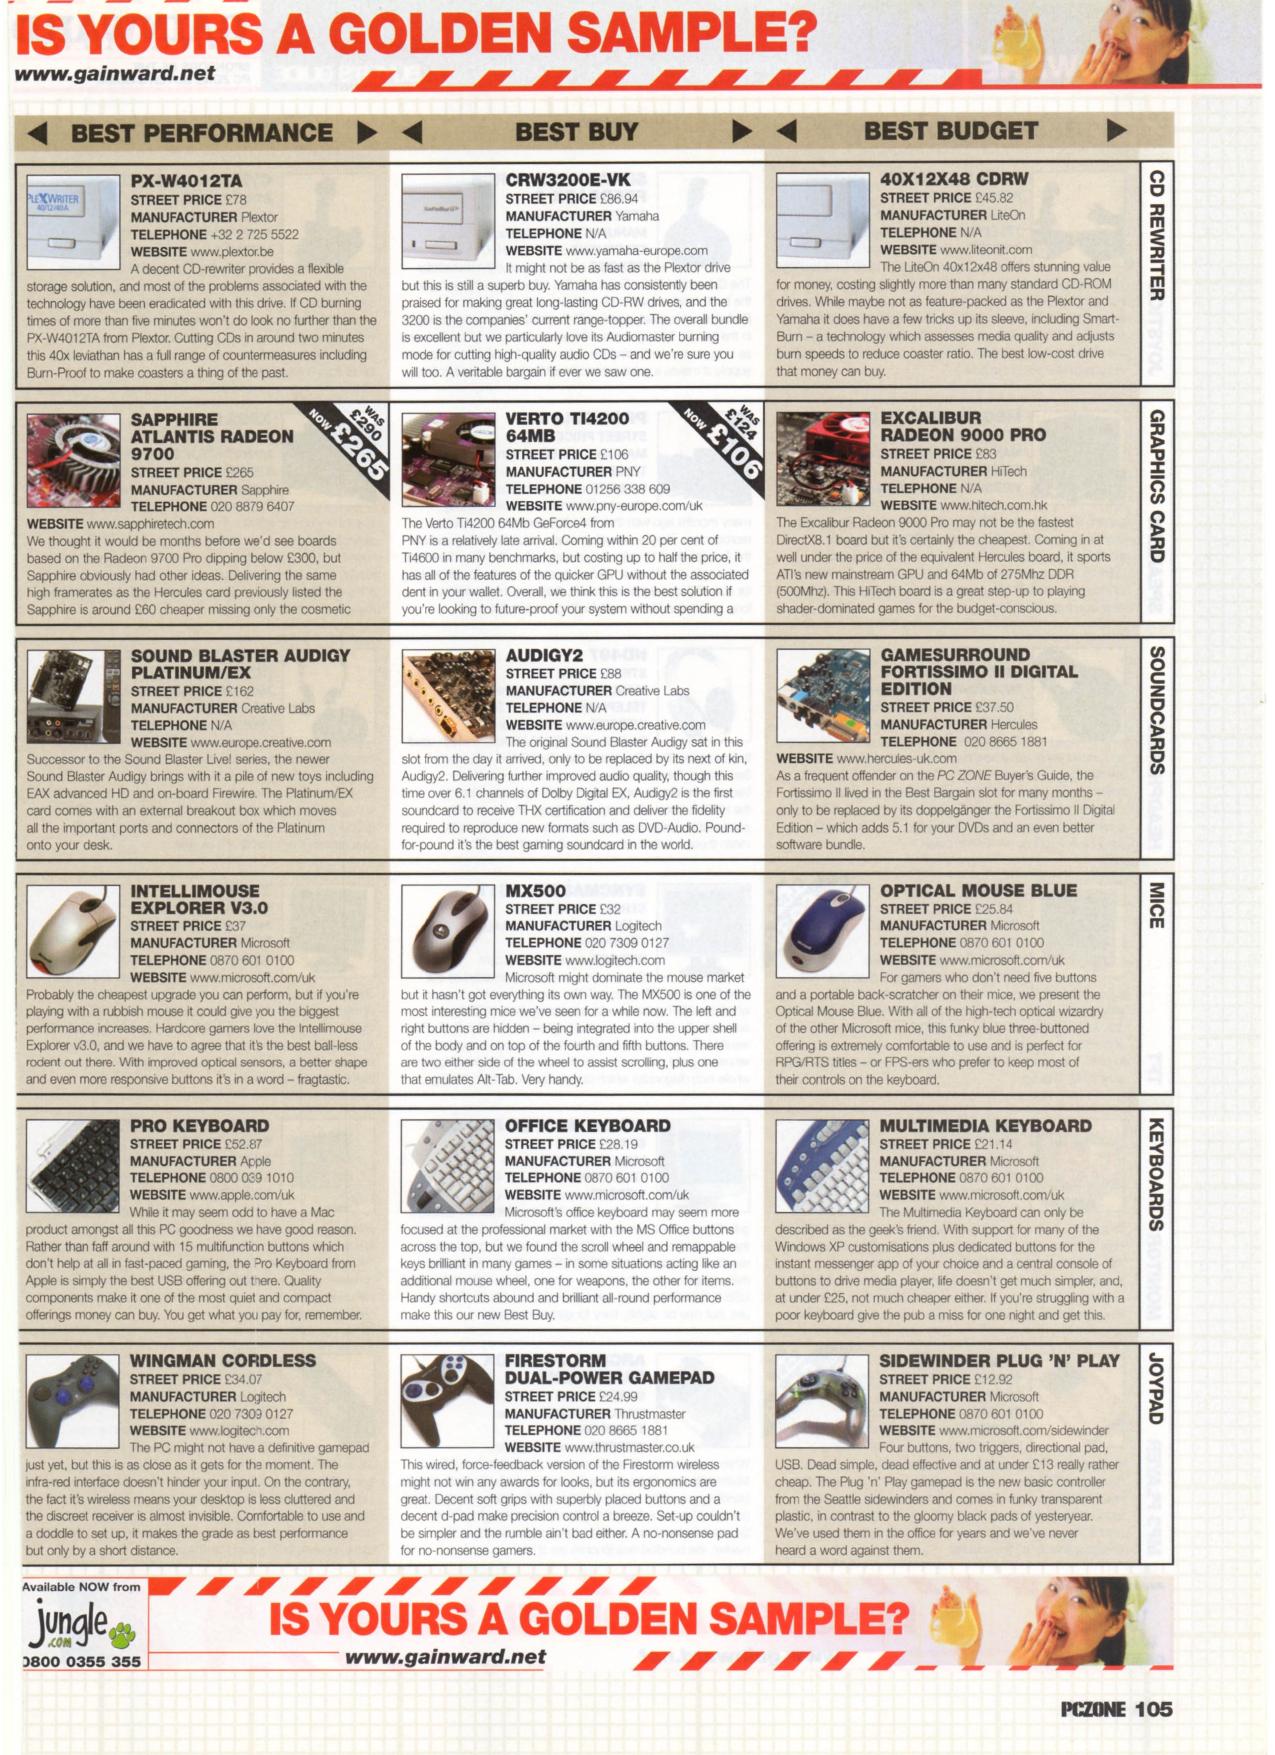 IS YOURS A GOLDEN SAMPLE?
www.gainward.net
◀ BEST PERFORMANCE ▶
◀ BEST BUY ▶
◀ BEST BUDGET ▶
CD REWRITER
PLEXWRITER
40/12/40A
PX-W4012TA
STREET PRICE £78
MANUFACTURER Plextor
TELEPHONE +32 2 725 5522
WEBSITE www.plextor.be
A decent CD-rewriter provides a flexible
storage solution, and most of the problems associated with the
technology have been eradicated with this drive. If CD burning
times of more than five minutes won't do look no further than the
PX-W4012TA from Plextor. Cutting CDs in around two minutes
this 40x leviathan has a full range of countermeasures including
Burn-Proof to make coasters a thing of the past.
CRW3200E-VK
STREET PRICE £86.94
MANUFACTURER Yamaha
TELEPHONE N/A
WEBSITE www.yamaha-europe.com
It might not be as fast as the Plextor drive
but this is still a superb buy. Yamaha has consistently been
praised for making great long-lasting CD-RW drives, and the
3200 is the companies' current range-topper. The overall bundle
is excellent but we particularly love its Audiomaster burning
mode for cutting high-quality audio CDs – and we're sure you
will too. A veritable bargain if ever we saw one.
40X12X48 CDRW
STREET PRICE £45.82
MANUFACTURER LiteOn
TELEPHONE N/A
WEBSITE www.liteonit.com
The LiteOn 40x12x48 offers stunning value
for money, costing slightly more than many standard CD-ROM
drives. While maybe not as feature-packed as the Plextor and
Yamaha it does have a few tricks up its sleeve, including Smart-
Burn – a technology which assesses media quality and adjusts
burn speeds to reduce coaster ratio. The best low-cost drive
that money can buy.
GRAPHICS CARD
SAPPHIRE
ATLANTIS RADEON
9700
STREET PRICE £265
MANUFACTURER Sapphire
TELEPHONE 020 8879 6407
WEBSITE www.sapphiretech.com
WAS
£290
NOW £265
We thought it would be months before we'd see boards
based on the Radeon 9700 Pro dipping below £300, but
Sapphire obviously had other ideas. Delivering the same
high framerates as the Hercules card previously listed the
Sapphire is around £60 cheaper missing only the cosmetic
VERTO TI4200
64MB
STREET PRICE £106
MANUFACTURER PNY
TELEPHONE 01256 338 609
WEBSITE www.pny-europe.com/uk
WAS
£124
NOW £106
The Verto Ti4200 64Mb GeForce4 from
PNY is a relatively late arrival. Coming within 20 per cent of
Ti4600 in many benchmarks, but costing up to half the price, it
has all of the features of the quicker GPU without the associated
dent in your wallet. Overall, we think this is the best solution if
you're looking to future-proof your system without spending a
EXCALIBUR
RADEON 9000 PRO
STREET PRICE £83
MANUFACTURER HiTech
TELEPHONE N/A
WEBSITE www.hitech.com.hk
The Excalibur Radeon 9000 Pro may not be the fastest
DirectX8.1 board but it's certainly the cheapest. Coming in at
well under the price of the equivalent Hercules board, it sports
ATI's new mainstream GPU and 64Mb of 275Mhz DDR
(500Mhz). This HiTech board is a great step-up to playing
shader-dominated games for the budget-conscious.
SOUNDCARDS
SOUND BLASTER AUDIGY
PLATINUM/EX
STREET PRICE £162
MANUFACTURER Creative Labs
TELEPHONE N/A
WEBSITE www.europe.creative.com
Successor to the Sound Blaster Live! series, the newer
Sound Blaster Audigy brings with it a pile of new toys including
EAX advanced HD and on-board Firewire. The Platinum/EX
card comes with an external breakout box which moves
all the important ports and connectors of the Platinum
onto your desk.
AUDIGY2
STREET PRICE £88
MANUFACTURER Creative Labs
TELEPHONE N/A
WEBSITE www.europe.creative.com
The original Sound Blaster Audigy sat in this
slot from the day it arrived, only to be replaced by its next of kin,
Audigy2. Delivering further improved audio quality, though this
time over 6.1 channels of Dolby Digital EX, Audigy2 is the first
soundcard to receive THX certification and deliver the fidelity
required to reproduce new formats such as DVD-Audio. Pound-
for-pound it's the best gaming soundcard in the world.
GAMESURROUND
FORTISSIMO II DIGITAL
EDITION
STREET PRICE £37.50
MANUFACTURER Hercules
TELEPHONE 020 8665 1881
WEBSITE www.hercules-uk.com
As a frequent offender on the PC ZONE Buyer's Guide, the
Fortissimo II lived in the Best Bargain slot for many months –
only to be replaced by its doppelgänger the Fortissimo II Digital
Edition – which adds 5.1 for your DVDs and an even better
software bundle.
MICE
INTELLIMOUSE
EXPLORER V3.0
STREET PRICE £37
MANUFACTURER Microsoft
TELEPHONE 0870 601 0100
WEBSITE www.microsoft.com/uk
Probably the cheapest upgrade you can perform, but if you're
playing with a rubbish mouse it could give you the biggest
performance increases. Hardcore gamers love the Intellimouse
Explorer v3.0, and we have to agree that it's the best ball-less
rodent out there. With improved optical sensors, a better shape
and even more responsive buttons it's in a word – fragtastic.
MX500
STREET PRICE £32
MANUFACTURER Logitech
TELEPHONE 020 7309 0127
WEBSITE www.logitech.com
Microsoft might dominate the mouse market
but it hasn't got everything its own way. The MX500 is one of the
most interesting mice we've seen for a while now. The left and
right buttons are hidden – being integrated into the upper shell
of the body and on top of the fourth and fifth buttons. There
are two either side of the wheel to assist scrolling, plus one
that emulates Alt-Tab. Very handy.
OPTICAL MOUSE BLUE
STREET PRICE £25.84
MANUFACTURER Microsoft
TELEPHONE 0870 601 0100
WEBSITE www.microsoft.com/uk
For gamers who don't need five buttons
and a portable back-scratcher on their mice, we present the
Optical Mouse Blue. With all of the high-tech optical wizardry
of the other Microsoft mice, this funky blue three-buttoned
offering is extremely comfortable to use and is perfect for
RPG/RTS titles – or FPS-ers who prefer to keep most of
their controls on the keyboard.
KEYBOARDS
PRO KEYBOARD
STREET PRICE £52.87
MANUFACTURER Apple
TELEPHONE 0800 039 1010
WEBSITE www.apple.com/uk
While it may seem odd to have a Mac
product amongst all this PC goodness we have good reason.
Rather than faff around with 15 multifunction buttons which
don't help at all in fast-paced gaming, the Pro Keyboard from
Apple is simply the best USB offering out there. Quality
components make it one of the most quiet and compact
offerings money can buy. You get what you pay for, remember.
OFFICE KEYBOARD
STREET PRICE £28.19
MANUFACTURER Microsoft
TELEPHONE 0870 601 0100
WEBSITE www.microsoft.com/uk
Microsoft's office keyboard may seem more
focused at the professional market with the MS Office buttons
across the top, but we found the scroll wheel and remappable
keys brilliant in many games – in some situations acting like an
additional mouse wheel, one for weapons, the other for items.
Handy shortcuts abound and brilliant all-round performance
make this our new Best Buy.
MULTIMEDIA KEYBOARD
STREET PRICE £21.14
MANUFACTURER Microsoft
TELEPHONE 0870 601 0100
WEBSITE www.microsoft.com/uk
The Multimedia Keyboard can only be
described as the geek's friend. With support for many of the
Windows XP customisations plus dedicated buttons for the
instant messenger app of your choice and a central console of
buttons to drive media player, life doesn't get much simpler, and,
at under £25, not much cheaper either. If you're struggling with a
poor keyboard give the pub a miss for one night and get this.
JOYPAD
WINGMAN CORDLESS
STREET PRICE £34.07
MANUFACTURER Logitech
TELEPHONE 020 7309 0127
WEBSITE www.logitech.com
The PC might not have a definitive gamepad
just yet, but this is as close as it gets for the moment. The
infra-red interface doesn't hinder your input. On the contrary,
the fact it's wireless means your desktop is less cluttered and
the discreet receiver is almost invisible. Comfortable to use and
a doddle to set up, it makes the grade as best performance
but only by a short distance.
FIRESTORM
DUAL-POWER GAMEPAD
STREET PRICE £24.99
MANUFACTURER Thrustmaster
TELEPHONE 020 8665 1881
WEBSITE www.thrustmaster.co.uk
This wired, force-feedback version of the Firestorm wireless
might not win any awards for looks, but its ergonomics are
great. Decent soft grips with superbly placed buttons and a
decent d-pad make precision control a breeze. Set-up couldn't
be simpler and the rumble ain't bad either. A no-nonsense pad
for no-nonsense gamers.
SIDEWINDER PLUG 'N' PLAY
STREET PRICE £12.92
MANUFACTURER Microsoft
TELEPHONE 0870 601 0100
WEBSITE www.microsoft.com/sidewinder
Four buttons, two triggers, directional pad,
USB. Dead simple, dead effective and at under £13 really rather
cheap. The Plug 'n' Play gamepad is the new basic controller
from the Seattle sidewinders and comes in funky transparent
plastic, in contrast to the gloomy black pads of yesteryear.
We've used them in the office for years and we've never
heard a word against them.
Available NOW from
jungle
.COM
0800 0355 355
IS YOURS A GOLDEN SAMPLE?
www.gainward.net
PCZONE 105